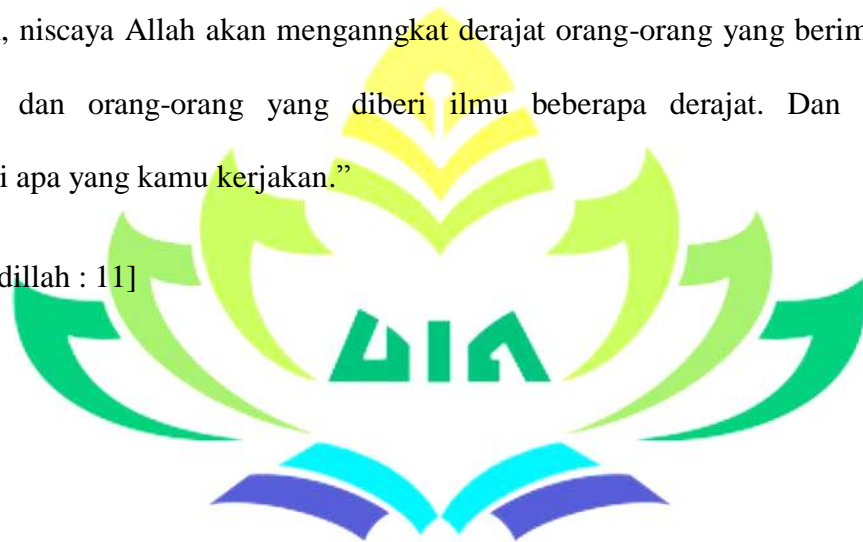 , niscaya Allah akan menganngkat derajat orang-orang yang berim
dan orang-orang yang diberi ilmu beberapa derajat. Dan
i apa yang kamu kerjakan.”
dillah : 11]